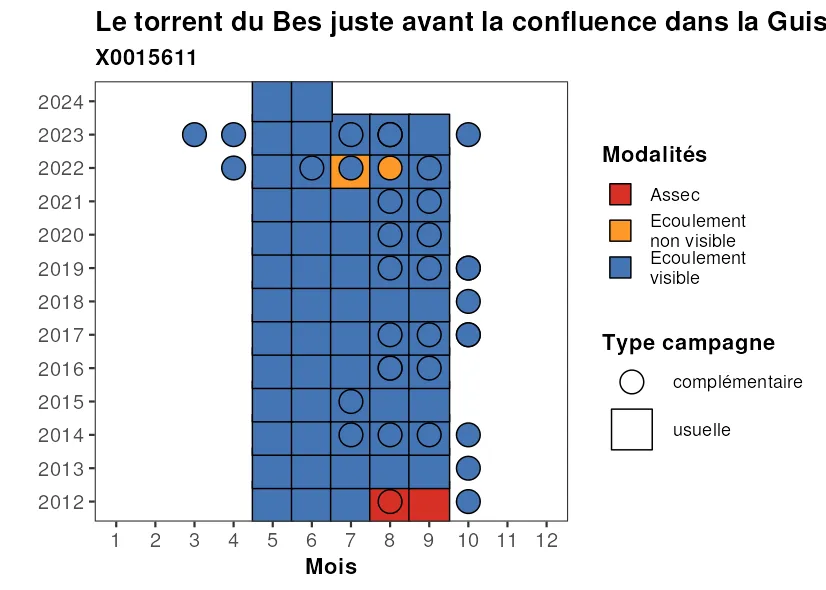 Le torrent du Bes juste avant la confluence dans la Guis
X0015611
2024
2023
2022
2021
2020
2019
2018
2017
2016
2015
2014
2013
2012
1 2 3 4 5 6 7 8 9 10 11 12
Mois
Modalités
Assec
Ecoulement
non visible
Ecoulement
visible
Type campagne
complémentaire
usuelle